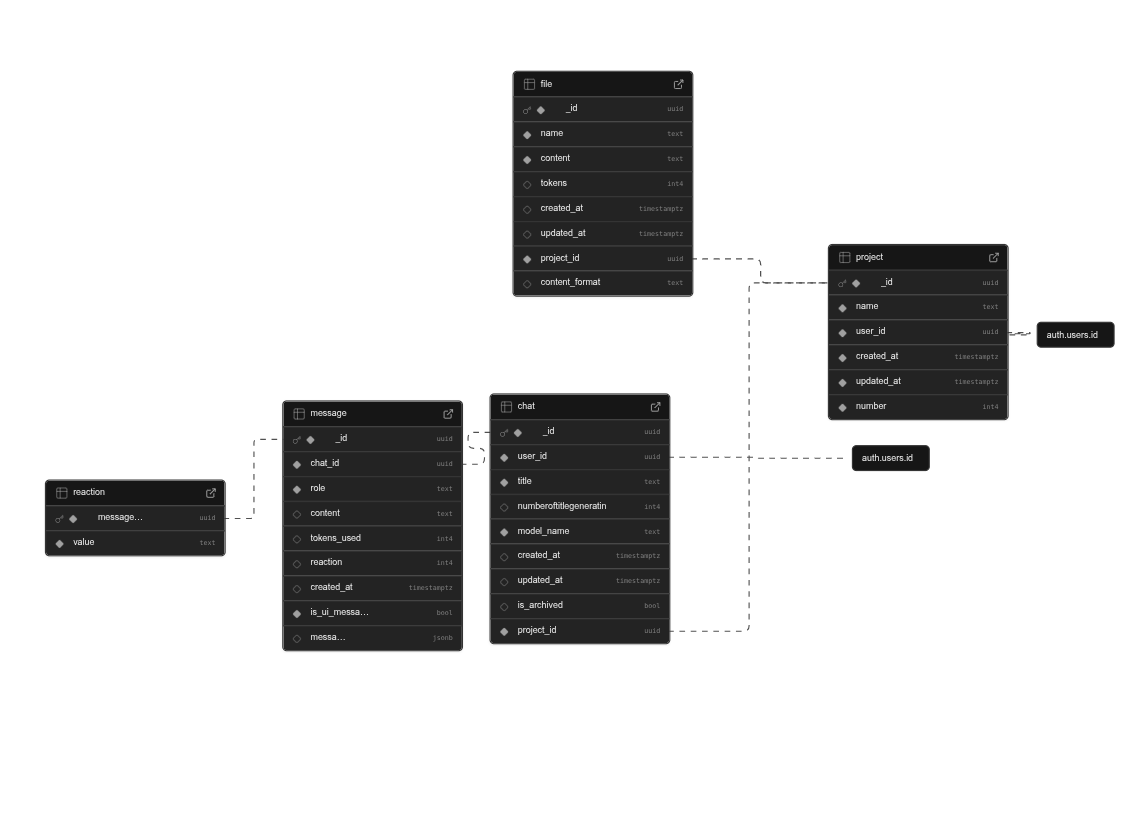 file
_id uuid
name text
content text
tokens int4
created_at timestamptz
updated_at timestamptz
project_id uuid
content_format text
project
_id uuid
name text
user_id uuid
created_at timestamptz
updated_at timestamptz
number int4
auth.users.id
message
_id uuid
chat_id uuid
role text
content text
tokens_used int4
reaction int4
created_at timestamptz
is_ui_messa... bool
messa... jsonb
chat
_id uuid
user_id uuid
title text
numberoftitlegeneratin int4
model_name text
created_at timestamptz
updated_at timestamptz
is_archived bool
project_id uuid
auth.users.id
reaction
message... uuid
value text